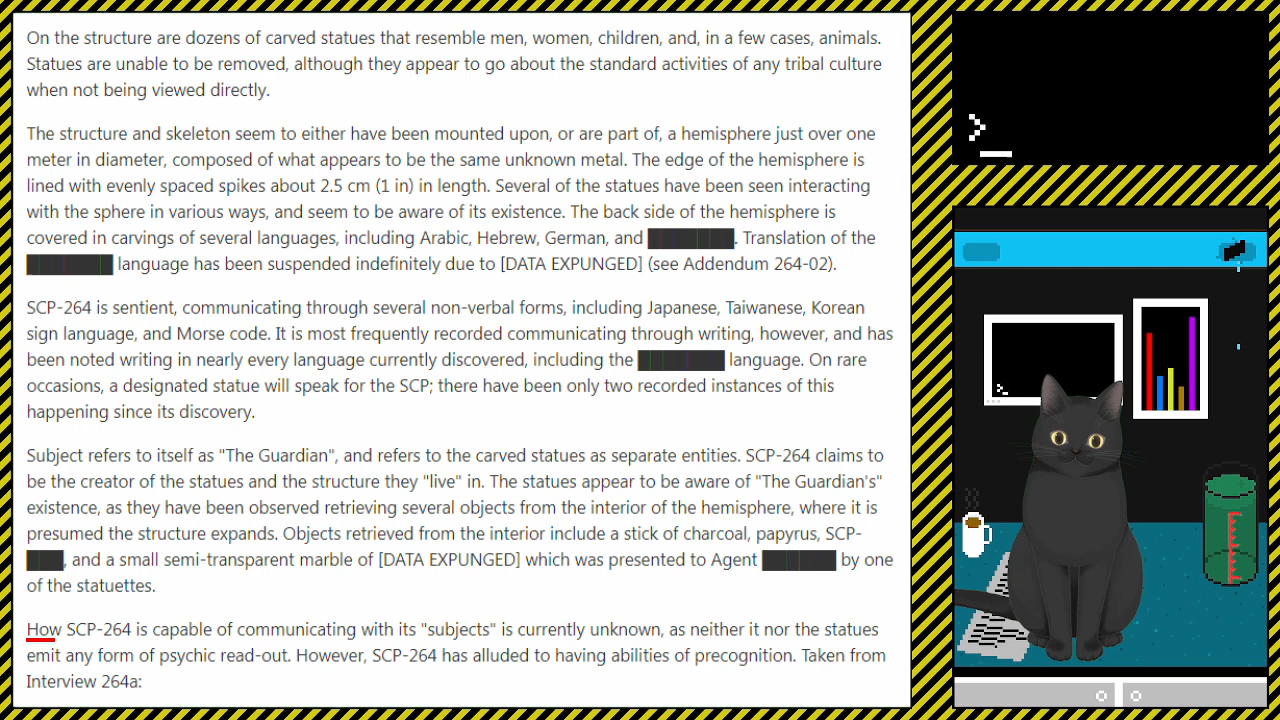 On the structure are dozens of carved statues that resemble men, women, children, and, in a few cases, animals.
Statues are unable to be removed, although they appear to go about the standard activities of any tribal culture
when not being viewed directly.
The structure and skeleton seem to either have been mounted upon, or are part of, a hemisphere just over one
meter in diameter, composed of what appears to be the same unknown metal. The edge of the hemisphere is
lined with evenly spaced spikes about 2.5 cm (1 in) in length. Several of the statues have been seen interacting
with the sphere in various ways, and seem to be aware of its existence. The back side of the hemisphere is
covered in carvings of several languages, including Arabic, Hebrew, German, and ███████. Translation of the
███████ language has been suspended indefinitely due to [DATA EXPUNGED] (see Addendum 264-02).
SCP-264 is sentient, communicating through several non-verbal forms, including Japanese, Taiwanese, Korean
sign language, and Morse code. It is most frequently recorded communicating through writing, however, and has
been noted writing in nearly every language currently discovered, including the ███████ language. On rare
occasions, a designated statue will speak for the SCP; there have been only two recorded instances of this
happening since its discovery.
Subject refers to itself as "The Guardian", and refers to the carved statues as separate entities. SCP-264 claims to
be the creator of the statues and the structure they "live" in. The statues appear to be aware of "The Guardian's"
existence, as they have been observed retrieving several objects from the interior of the hemisphere, where it is
presumed the structure expands. Objects retrieved from the interior include a stick of charcoal, papyrus, SCP-
███, and a small semi-transparent marble of [DATA EXPUNGED] which was presented to Agent ██████ by one
of the statuettes.
How SCP-264 is capable of communicating with its "subjects" is currently unknown, as neither it nor the statues
emit any form of psychic read-out. However, SCP-264 has alluded to having abilities of precognition. Taken from
Interview 264a:
>_